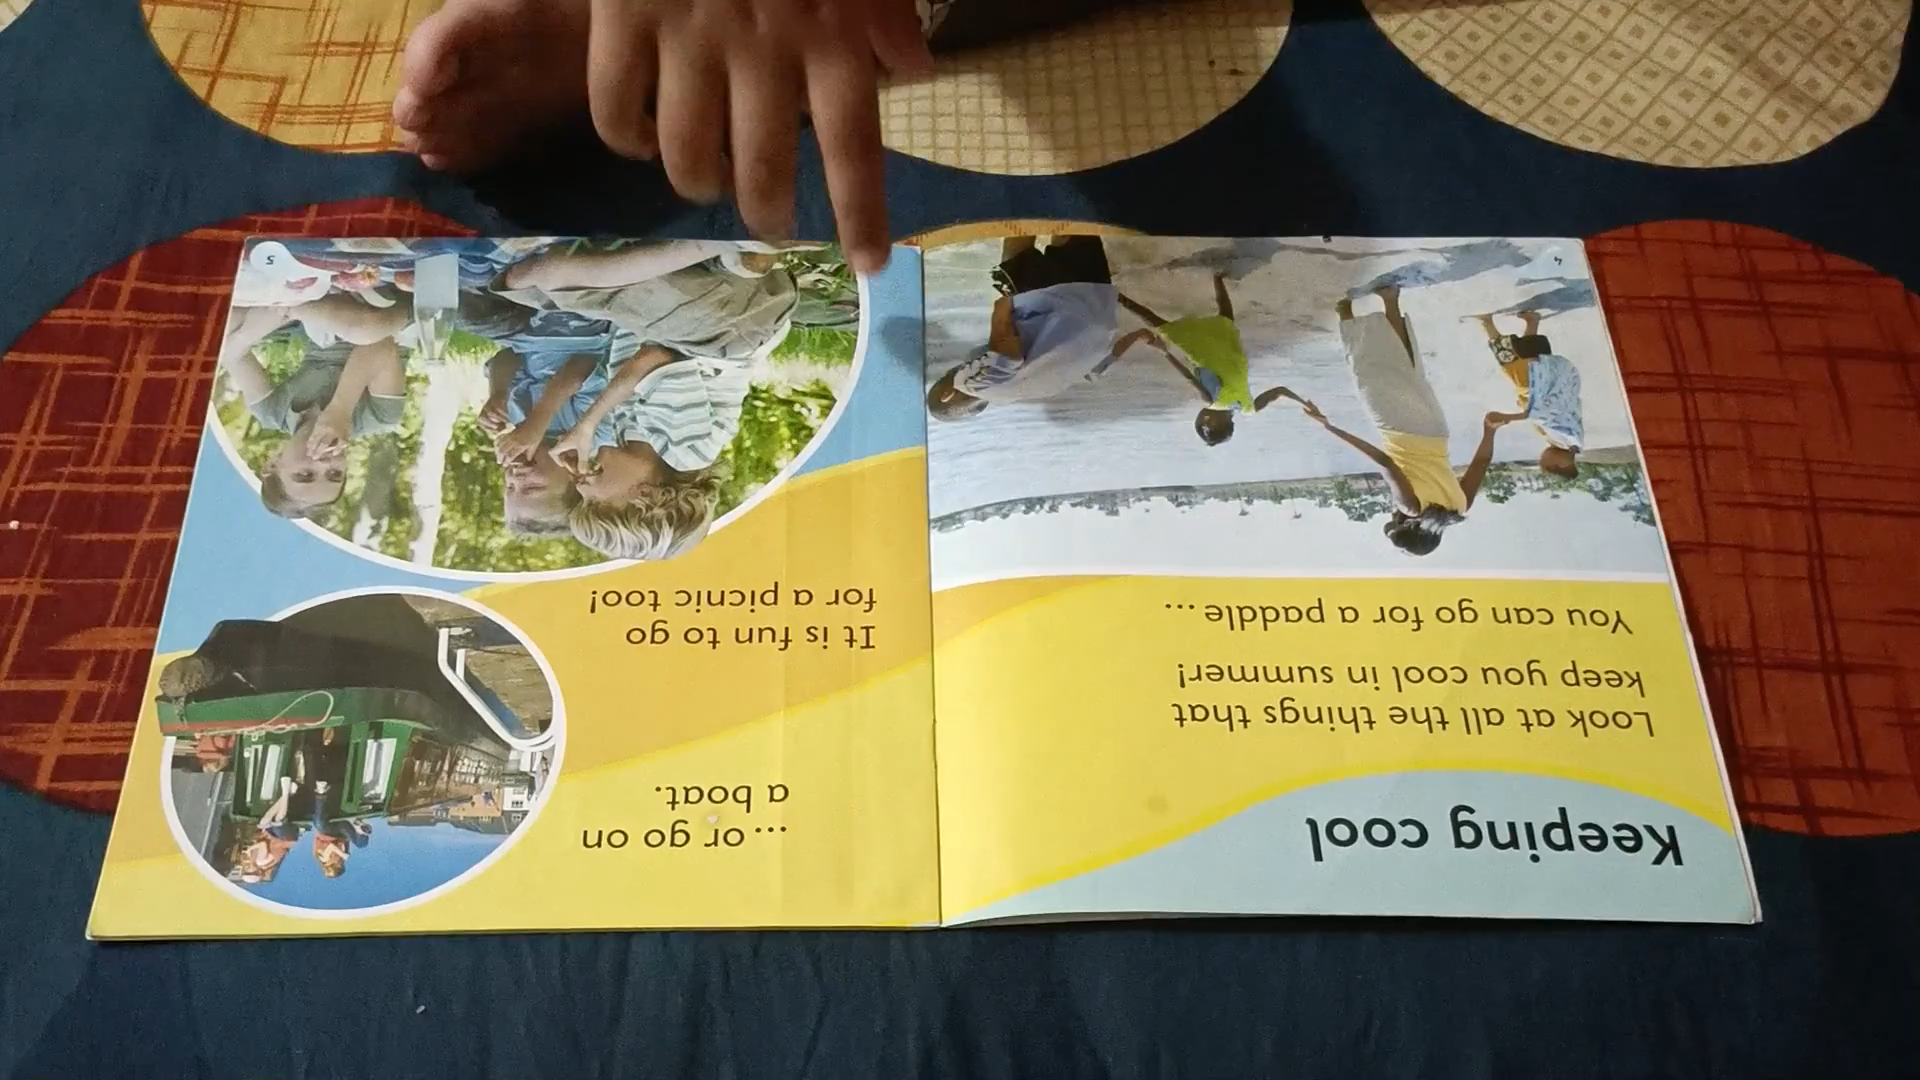 Keeping cool
Look at all the things that
keep you cool in summer!
You can go for a paddle ...
4
... or go on
a boat.
It is fun to go
for a picnic too!
5